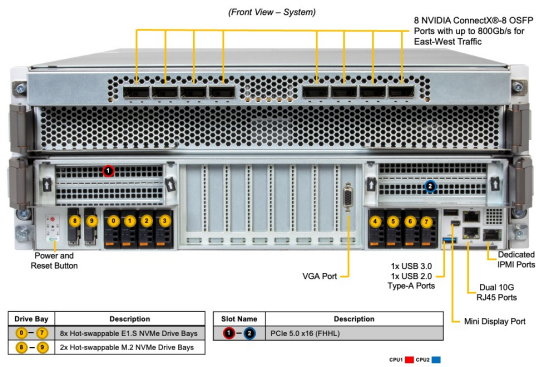 (Front View – System)
8 NVIDIA ConnectX®-8 OSFP
Ports with up to 800Gb/s for
East-West Traffic
1
2
8
9
0
1
2
3
4
5
6
7
Power and
Reset Button
VGA Port
1x USB 3.0
1x USB 2.0
Type-A Ports
Dedicated
IPMI Ports
Dual 10G
RJ45 Ports
Mini Display Port
Drive Bay Description
0 – 7 8x Hot-swappable E1.S NVMe Drive Bays
8 – 9 2x Hot-swappable M.2 NVMe Drive Bays
Slot Name Description
1 – 2 PCIe 5.0 x16 (FHHL)
CPU1 CPU2